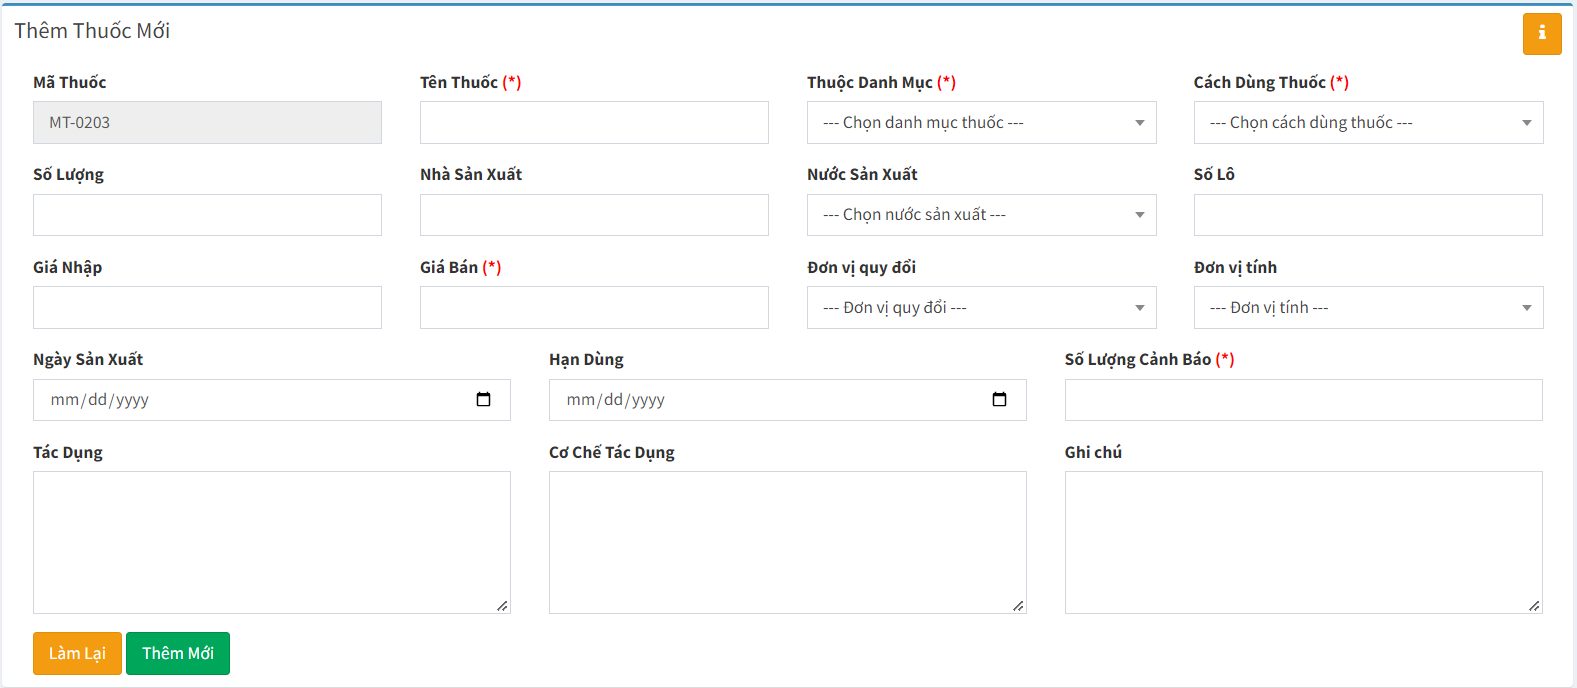 Thêm Thuốc Mới
Mã Thuốc
Tên Thuốc (*)
Thuộc Danh Mục (*)
Cách Dùng Thuốc (*)
MT-0203
--- Chọn danh mục thuốc ---
--- Chọn cách dùng thuốc ---
Số Lượng
Nhà Sản Xuất
Nước Sản Xuất
Số Lô
--- Chọn nước sản xuất ---
Giá Nhập
Giá Bán (*)
Đơn vị quy đổi
Đơn vị tính
--- Đơn vị quy đổi ---
--- Đơn vị tính ---
Ngày Sản Xuất
Hạn Dùng
Số Lượng Cảnh Báo (*)
mm/dd/yyyy
mm/dd/yyyy
Tác Dụng
Cơ Chế Tác Dụng
Ghi chú
Làm Lại
Thêm Mới